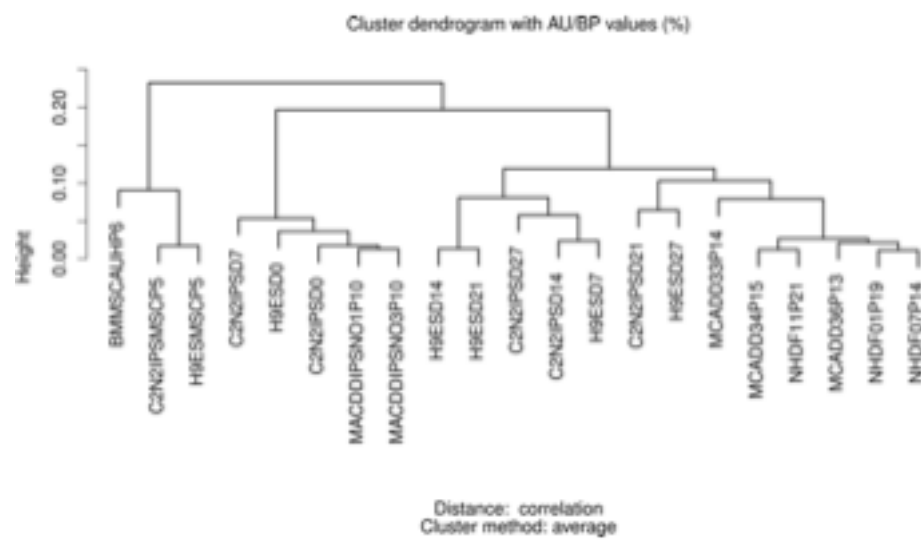 Cluster dendrogram with AU/BP values (%)
0.20
0.10
0.00
Height
BMMSCAUHP6
C2N2IPSMSCP5
H9ESMSCP5
C2N2IPSD7
H9ESD0
C2N2IPSD0
MACDDIPSNO1P10
MACDDIPSNO3P10
H9ESD14
H9ESD21
C2N2IPSD27
C2N2IPSD14
H9ESD7
C2N2IPSD21
H9ESD27
MCADD33P14
MCADD34P15
NHDF11P21
MCADD36P13
NHDF01P19
NHDF07P14
Distance: correlation
Cluster method: average